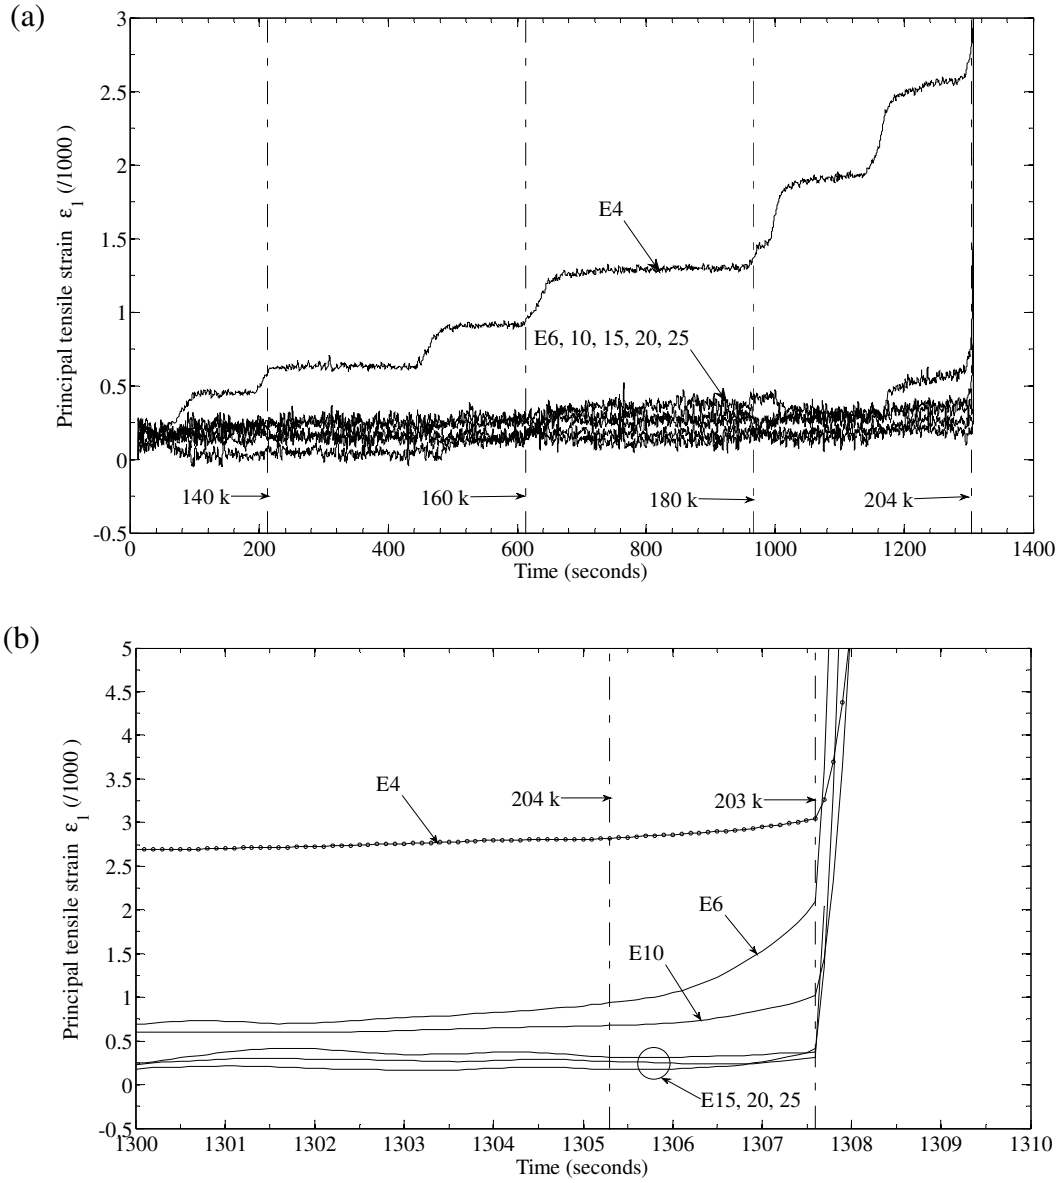 (a)
3
2.5
2
1.5
1
0.5
0
-0.5
Principal tensile strain ε1 (/1000 )
E4
E6, 10, 15, 20, 25
140 k
160 k
180 k
204 k
0 200 400 600 800 1000 1200 1400
Time (seconds)
(b)
5
4.5
4
3.5
3
2.5
2
1.5
1
0.5
0
-0.5
Principal tensile strain ε1 (/1000 )
E4
204 k
203 k
E6
E10
E15, 20, 25
1300 1301 1302 1303 1304 1305 1306 1307 1308 1309 1310
Time (seconds)